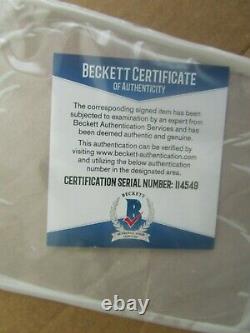 BECKETT CERTIFICATE
OF AUTHENTICITY
The corresponding signed item has been
subjected to examination by an expert from
Beckett Authentication Services and has
been deemed authentic and genuine.
This authentication can be verified by
visiting www.beckett-authentication.com
and utilizing the below authentication
number in the designated area.
CERTIFICATION SERIAL NUMBER: I14549
BECKETT
B